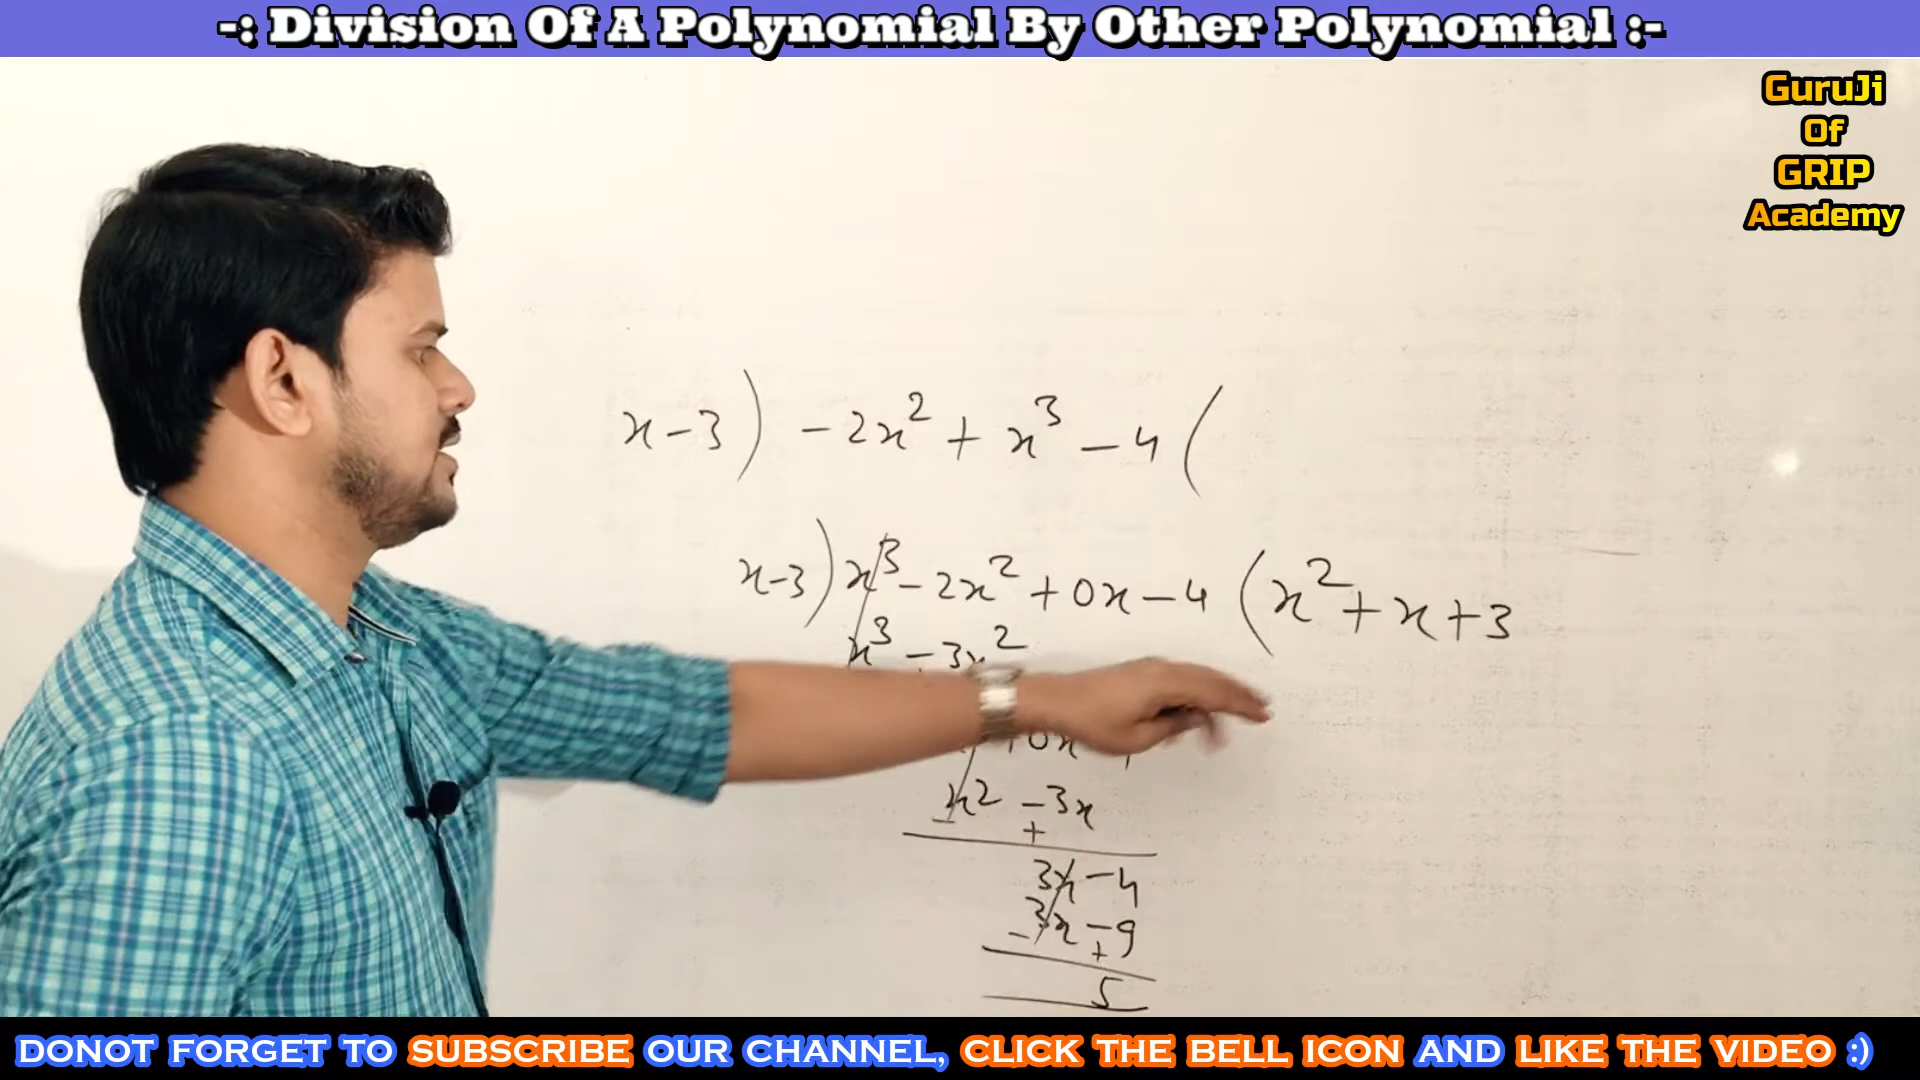 -: Division Of A Polynomial By Other Polynomial :-
GuruJi
Of
GRIP
Academy
x-3) -2x² + x³ - 4 (
x-3) x³ - 2x² + 0x - 4 (x² + x + 3
x³ - 3x²
+0x
x² - 3x
- +
3x - 4
3x - 9
- +
5
DONOT FORGET TO SUBSCRIBE OUR CHANNEL, CLICK THE BELL ICON AND LIKE THE VIDEO :)